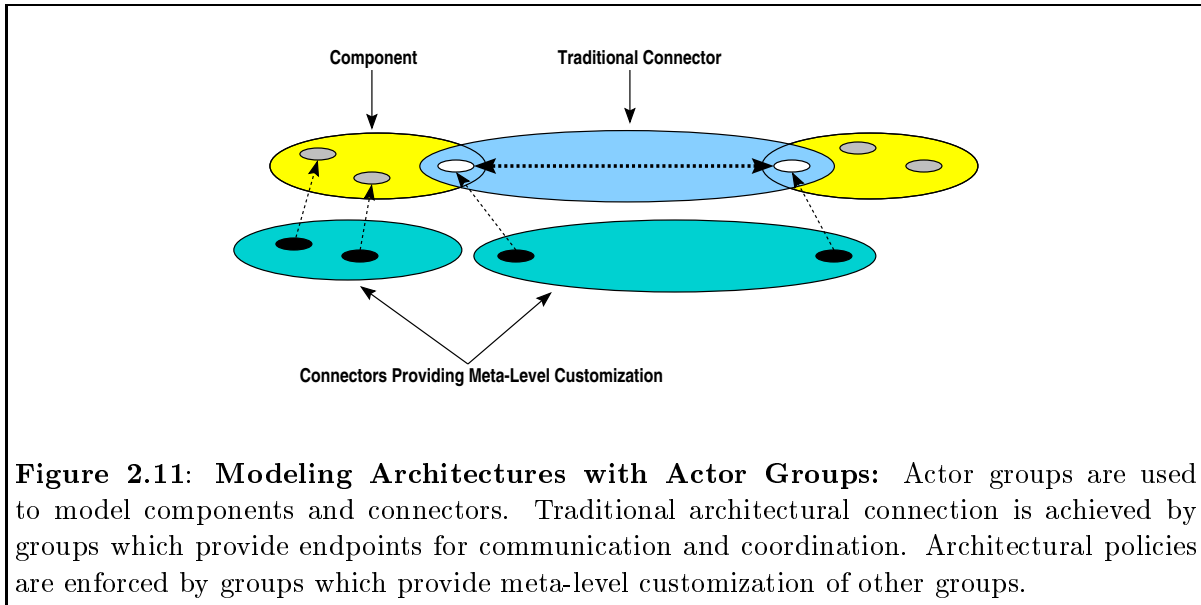 Component
Traditional Connector
Connectors Providing Meta-Level Customization
Figure 2.11: Modeling Architectures with Actor Groups: Actor groups are used
to model components and connectors. Traditional architectural connection is achieved by
groups which provide endpoints for communication and coordination. Architectural policies
are enforced by groups which provide meta-level customization of other groups.